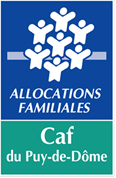 ALLOCATIONS
FAMILIALES
Caf
du Puy-de-Dôme